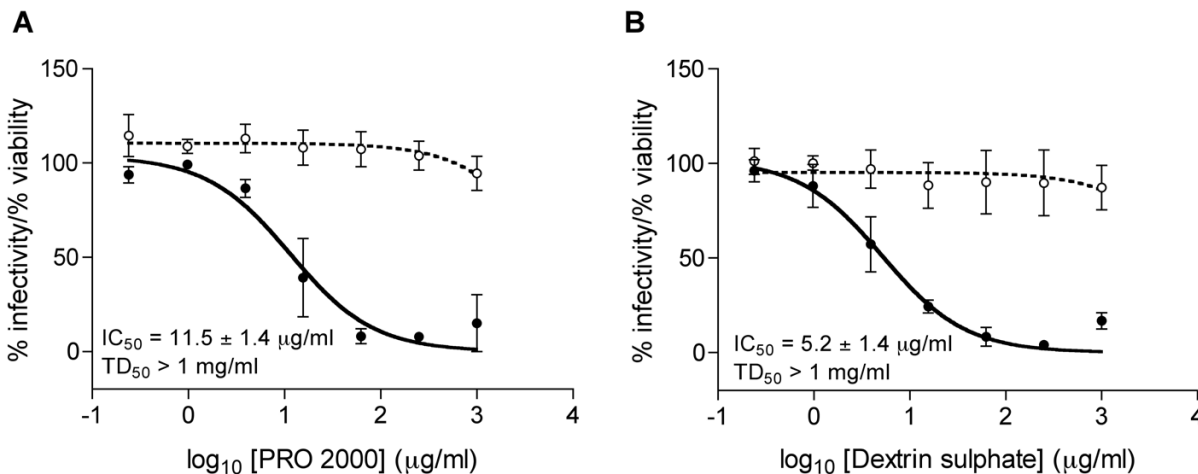 A
% infectivity/% viability
150
100
50
0
IC50 = 11.5 ± 1.4 μg/ml
TD50 > 1 mg/ml
-1 0 1 2 3 4
log10 [PRO 2000] (μg/ml)
B
% infectivity/% viability
150
100
50
0
IC50 = 5.2 ± 1.4 μg/ml
TD50 > 1 mg/ml
-1 0 1 2 3 4
log10 [Dextrin sulphate] (μg/ml)